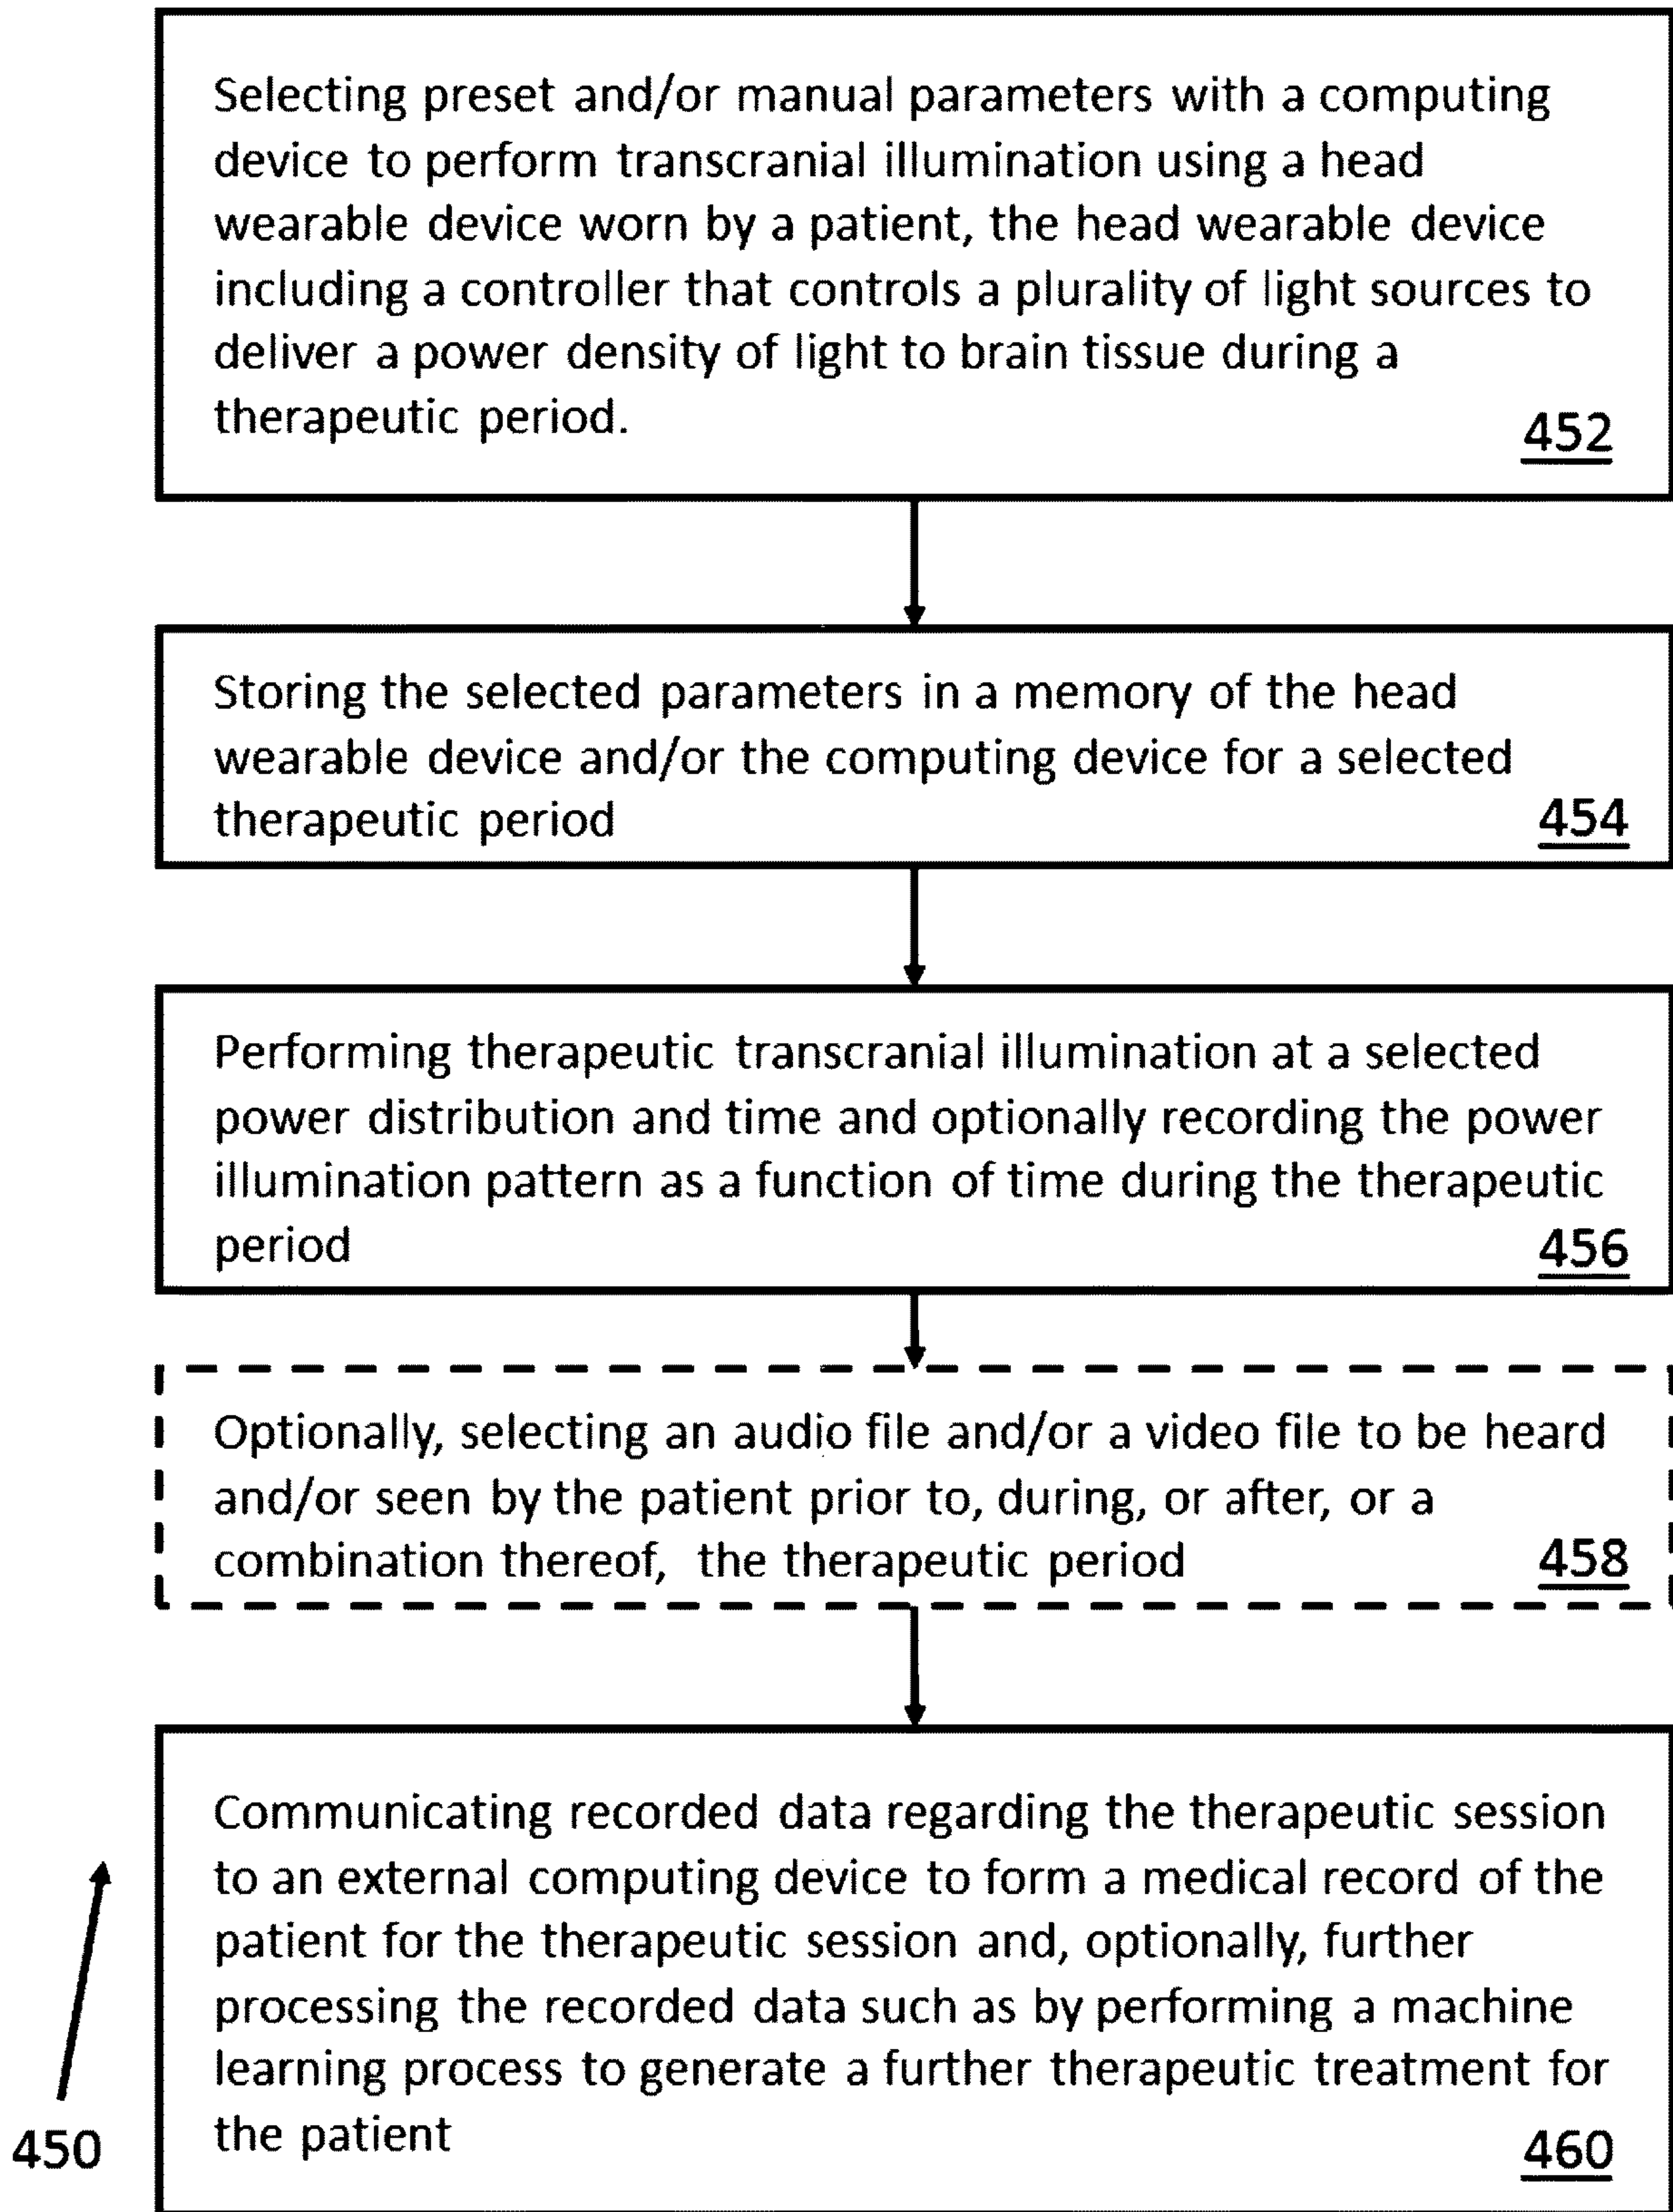 Selecting preset and/or manual parameters with a computing
device to perform transcranial illumination using a head
wearable device worn by a patient, the head wearable device
including a controller that controls a plurality of light sources to
deliver a power density of light to brain tissue during a
therapeutic period.
452
Storing the selected parameters in a memory of the head
wearable device and/or the computing device for a selected
therapeutic period
454
Performing therapeutic transcranial illumination at a selected
power distribution and time and optionally recording the power
illumination pattern as a function of time during the therapeutic
period
456
Optionally, selecting an audio file and/or a video file to be heard
and/or seen by the patient prior to, during, or after, or a
combination thereof, the therapeutic period
458
Communicating recorded data regarding the therapeutic session
to an external computing device to form a medical record of the
patient for the therapeutic session and, optionally, further
processing the recorded data such as by performing a machine
learning process to generate a further therapeutic treatment for
the patient
460
450